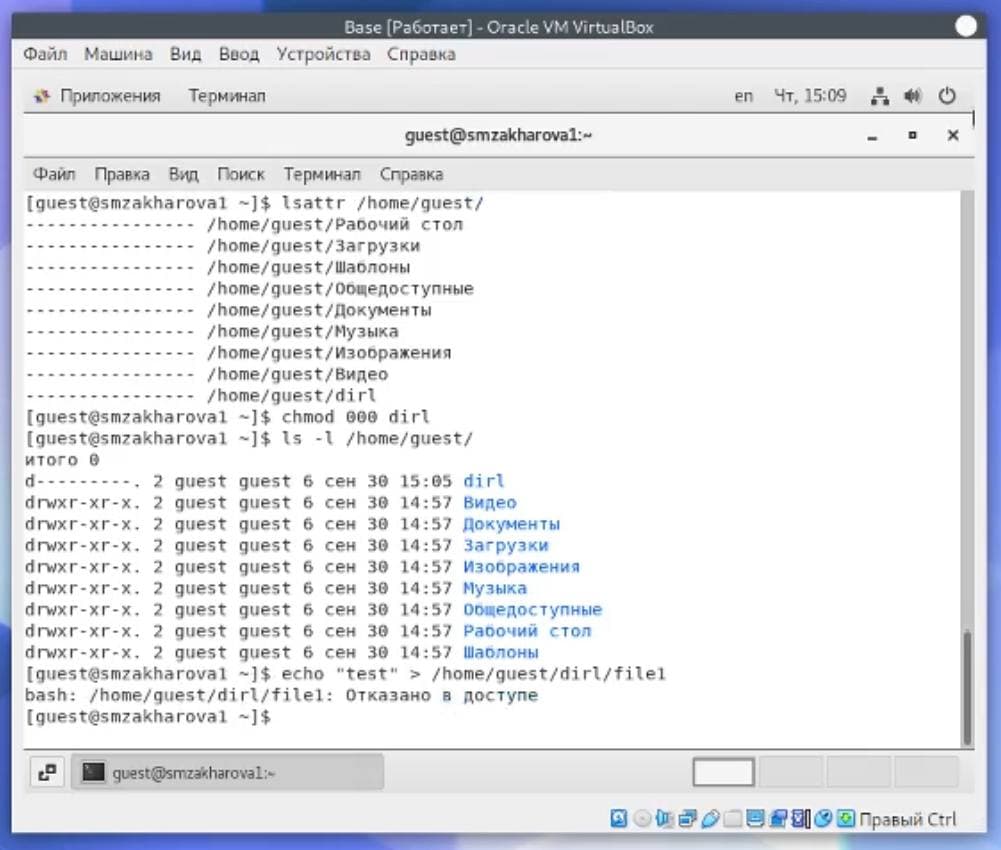 Base [Работает] - Oracle VM VirtualBox
Файл Машина Вид Ввод Устройства Справка
Приложения Терминал en Чт, 15:09
guest@smzakharova1:~
Файл Правка Вид Поиск Терминал Справка
[guest@smzakharova1 ~]$ lsattr /home/guest/
---------------- /home/guest/Рабочий стол
---------------- /home/guest/Загрузки
---------------- /home/guest/Шаблоны
---------------- /home/guest/Общедоступные
---------------- /home/guest/Документы
---------------- /home/guest/Музыка
---------------- /home/guest/Изображения
---------------- /home/guest/Видео
---------------- /home/guest/dirl
[guest@smzakharova1 ~]$ chmod 000 dirl
[guest@smzakharova1 ~]$ ls -l /home/guest/
итого 0
d---------. 2 guest guest 6 сен 30 15:05 dirl
drwxr-xr-x. 2 guest guest 6 сен 30 14:57 Видео
drwxr-xr-x. 2 guest guest 6 сен 30 14:57 Документы
drwxr-xr-x. 2 guest guest 6 сен 30 14:57 Загрузки
drwxr-xr-x. 2 guest guest 6 сен 30 14:57 Изображения
drwxr-xr-x. 2 guest guest 6 сен 30 14:57 Музыка
drwxr-xr-x. 2 guest guest 6 сен 30 14:57 Общедоступные
drwxr-xr-x. 2 guest guest 6 сен 30 14:57 Рабочий стол
drwxr-xr-x. 2 guest guest 6 сен 30 14:57 Шаблоны
[guest@smzakharova1 ~]$ echo "test" > /home/guest/dirl/file1
bash: /home/guest/dirl/file1: Отказано в доступе
[guest@smzakharova1 ~]$
guest@smzakharova1:~
Правый Ctrl